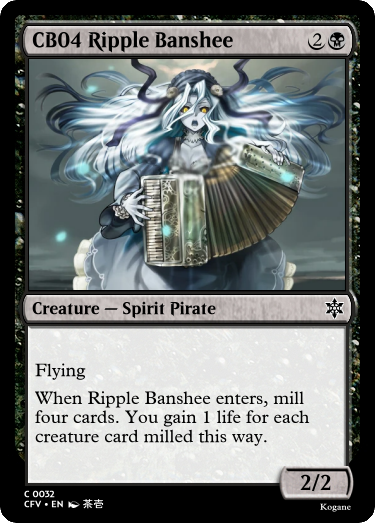 CB04 Ripple Banshee 2
Creature — Spirit Pirate
Flying
When Ripple Banshee enters, mill
four cards. You gain 1 life for each
creature card milled this way.
2/2
C 0032
CFV • EN 茶壱
Kogane